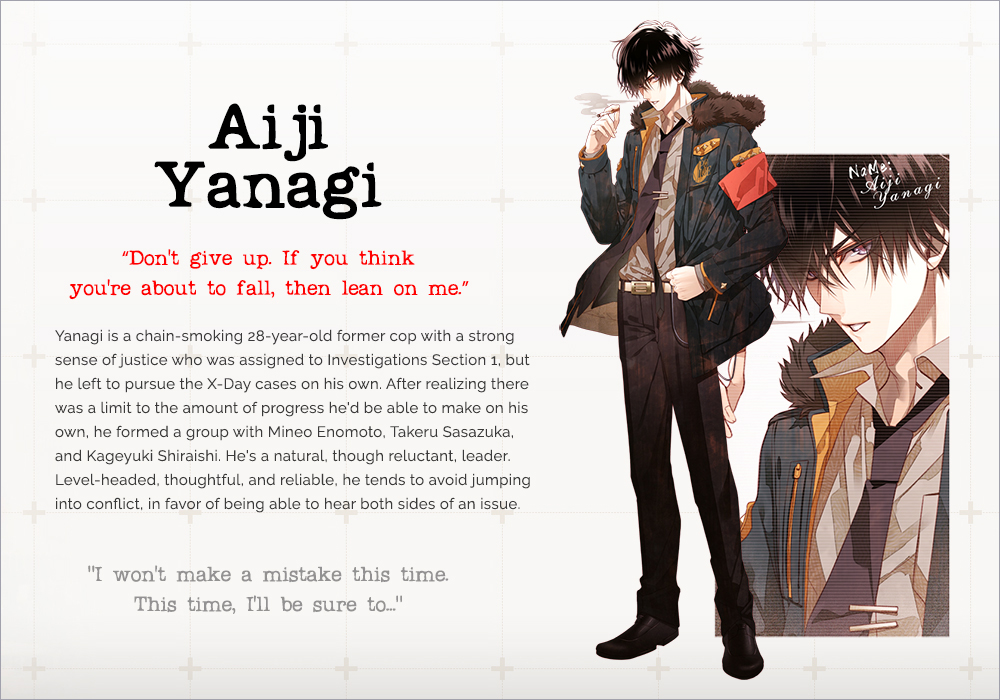 Aiji
Yanagi
"Don't give up. If you think
you're about to fall, then lean on me."
Yanagi is a chain-smoking 28-year-old former cop with a strong
sense of justice who was assigned to Investigations Section 1, but
he left to pursue the X-Day cases on his own. After realizing there
was a limit to the amount of progress he'd be able to make on his
own, he formed a group with Mineo Enomoto, Takeru Sasazuka,
and Kageyuki Shiraishi. He's a natural, though reluctant, leader.
Level-headed, thoughtful, and reliable, he tends to avoid jumping
into conflict, in favor of being able to hear both sides of an issue.
"I won't make a mistake this time.
This time, I'll be sure to..."
NaMe:
Aiji
Yanagi